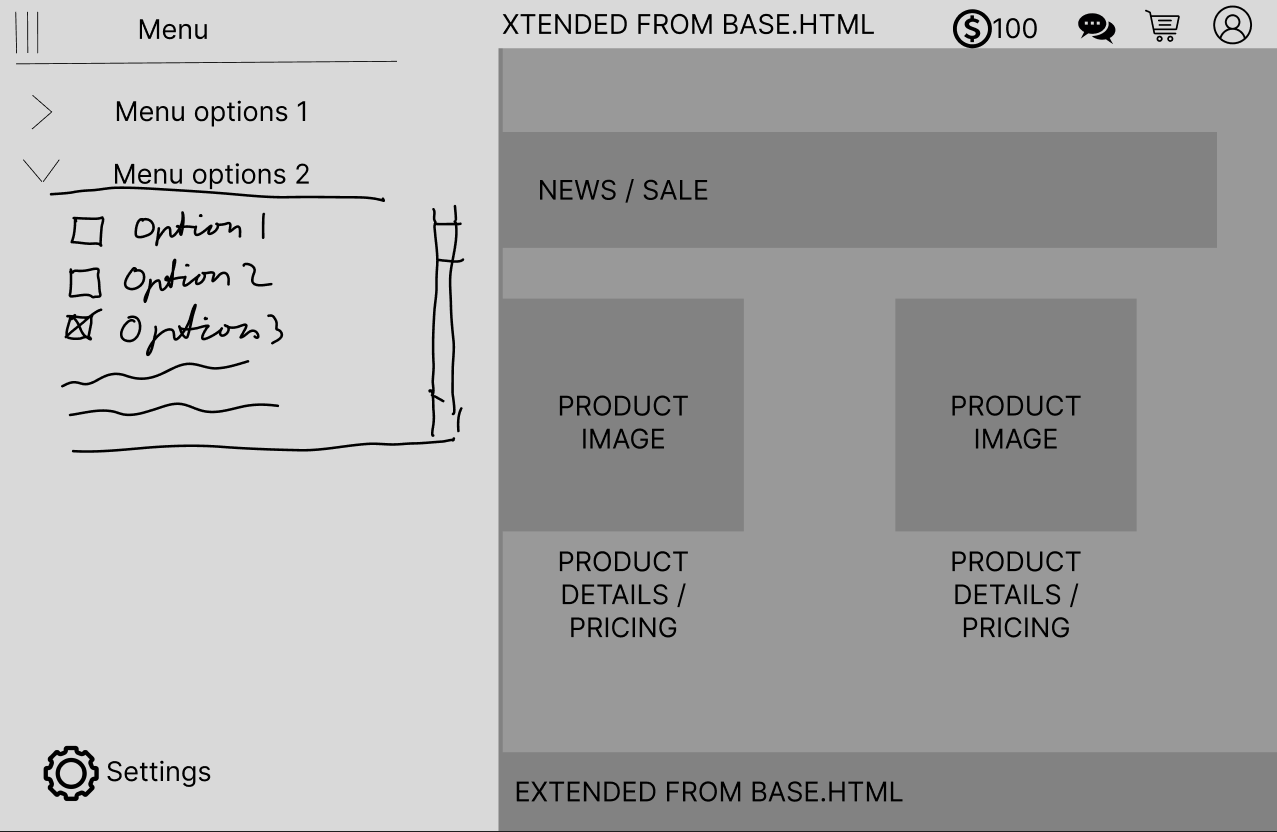 Menu
XTENDED FROM BASE.HTML
$100
Menu options 1
Menu options 2
Option 1
Option 2
Option 3
NEWS / SALE
PRODUCT
IMAGE
PRODUCT
IMAGE
PRODUCT
DETAILS /
PRICING
PRODUCT
DETAILS /
PRICING
Settings
EXTENDED FROM BASE.HTML